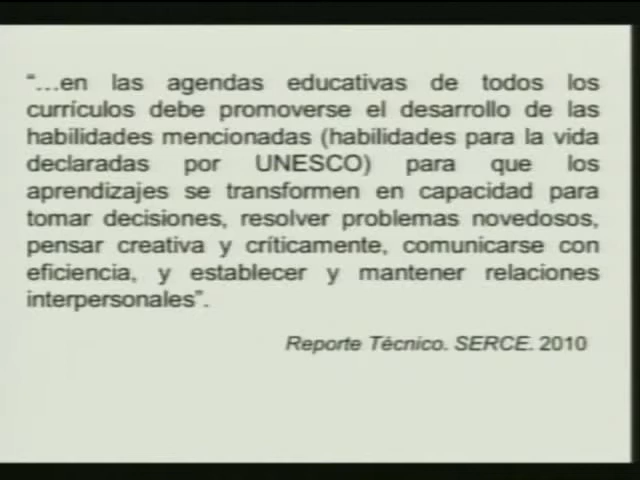 “...en las agendas educativas de todos los
currículos debe promoverse el desarrollo de las
habilidades mencionadas (habilidades para la vida
declaradas por UNESCO) para que los
aprendizajes se transformen en capacidad para
tomar decisiones, resolver problemas novedosos,
pensar creativa y críticamente, comunicarse con
eficiencia, y establecer y mantener relaciones
interpersonales”.
Reporte Técnico. SERCE. 2010